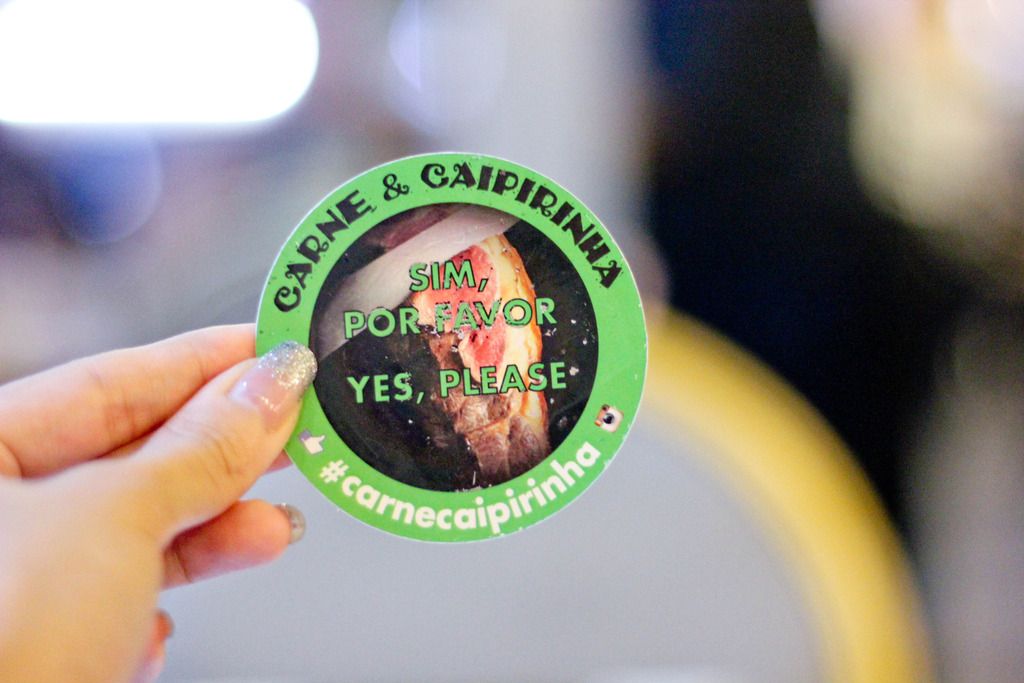 CARNE & CAIPIRINHA
SIM,
POR FAVOR
YES, PLEASE
#carnecaipirinha